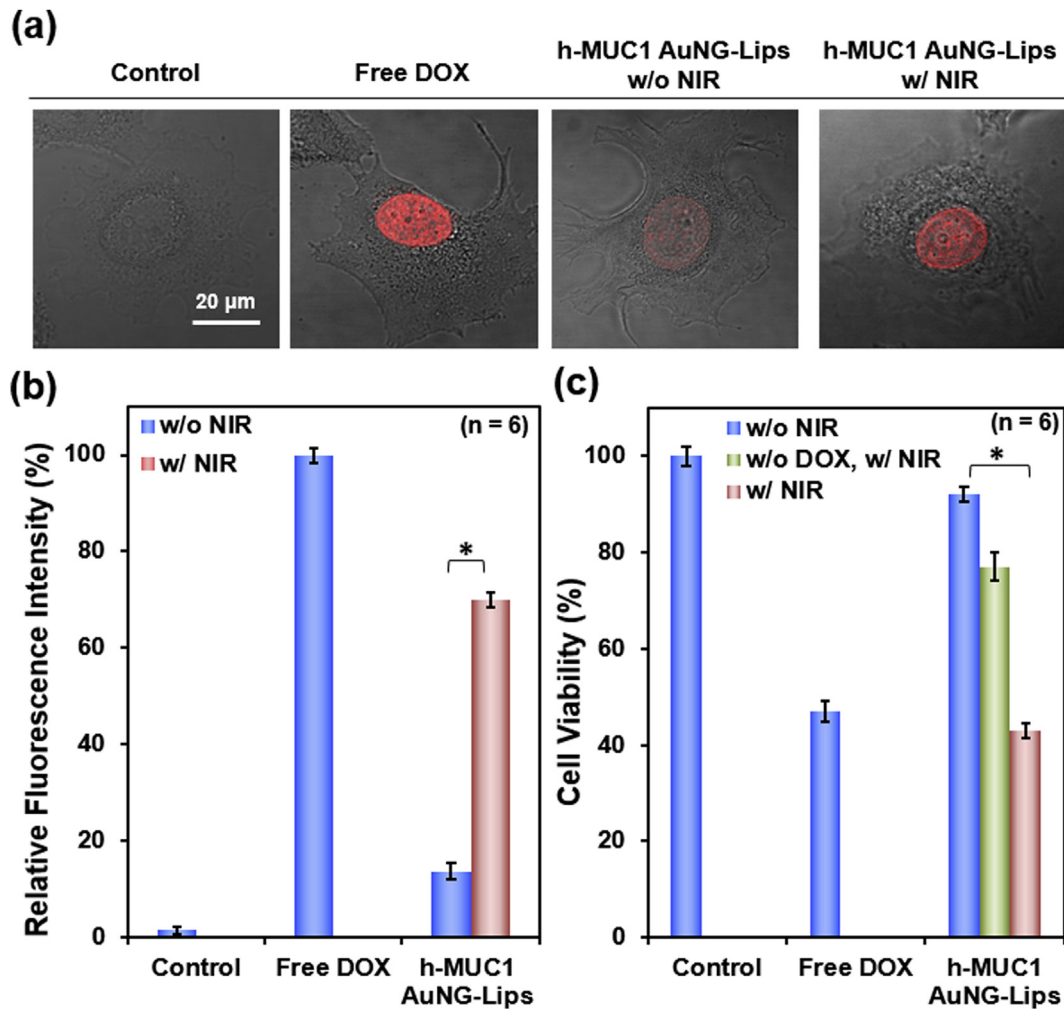 (a)
Control
Free DOX
h-MUC1 AuNG-Lips
w/o NIR
h-MUC1 AuNG-Lips
w/ NIR
20 µm
(b)
Relative Fluorescence Intensity (%)
100
80
60
40
20
0
w/o NIR
w/ NIR
(n = 6)
*
Control
Free DOX
h-MUC1
AuNG-Lips
(c)
Cell Viability (%)
100
80
60
40
20
0
w/o NIR
w/o DOX, w/ NIR
w/ NIR
(n = 6)
*
Control
Free DOX
h-MUC1
AuNG-Lips